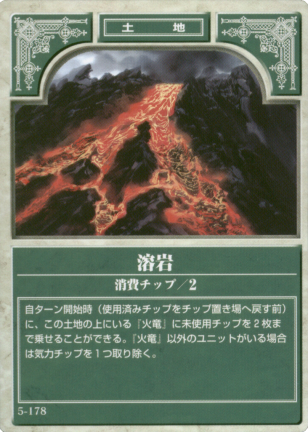 土 地
溶岩
消費チップ/2
自ターン開始時(使用済みチップをチップ置き場へ戻す前)
に、この土地の上にいる『火竜』に未使用チップを2枚ま
で乗せることができる。『火竜』以外のユニットがいる場合
は気力チップを1つ取り除く。
5-178